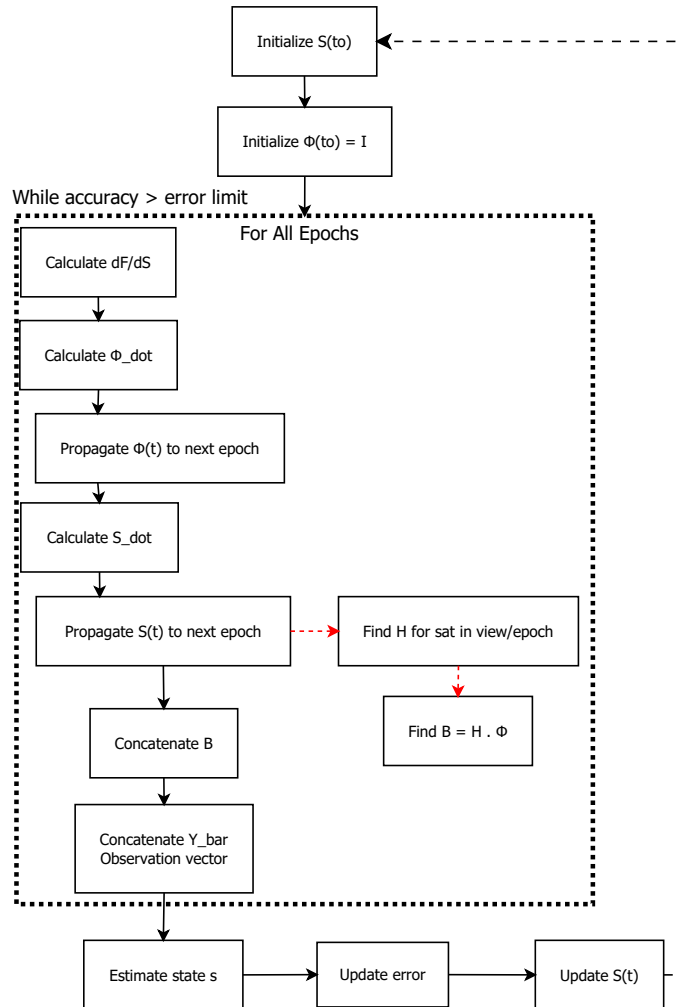 Initialize S(to)
Initialize Φ(to) = I
While accuracy > error limit
For All Epochs
Calculate dF/dS
Calculate Φ_dot
Propagate Φ(t) to next epoch
Calculate S_dot
Propagate S(t) to next epoch
Find H for sat in view/epoch
Find B = H . Φ
Concatenate B
Concatenate Y_bar
Observation vector
Estimate state s
Update error
Update S(t)